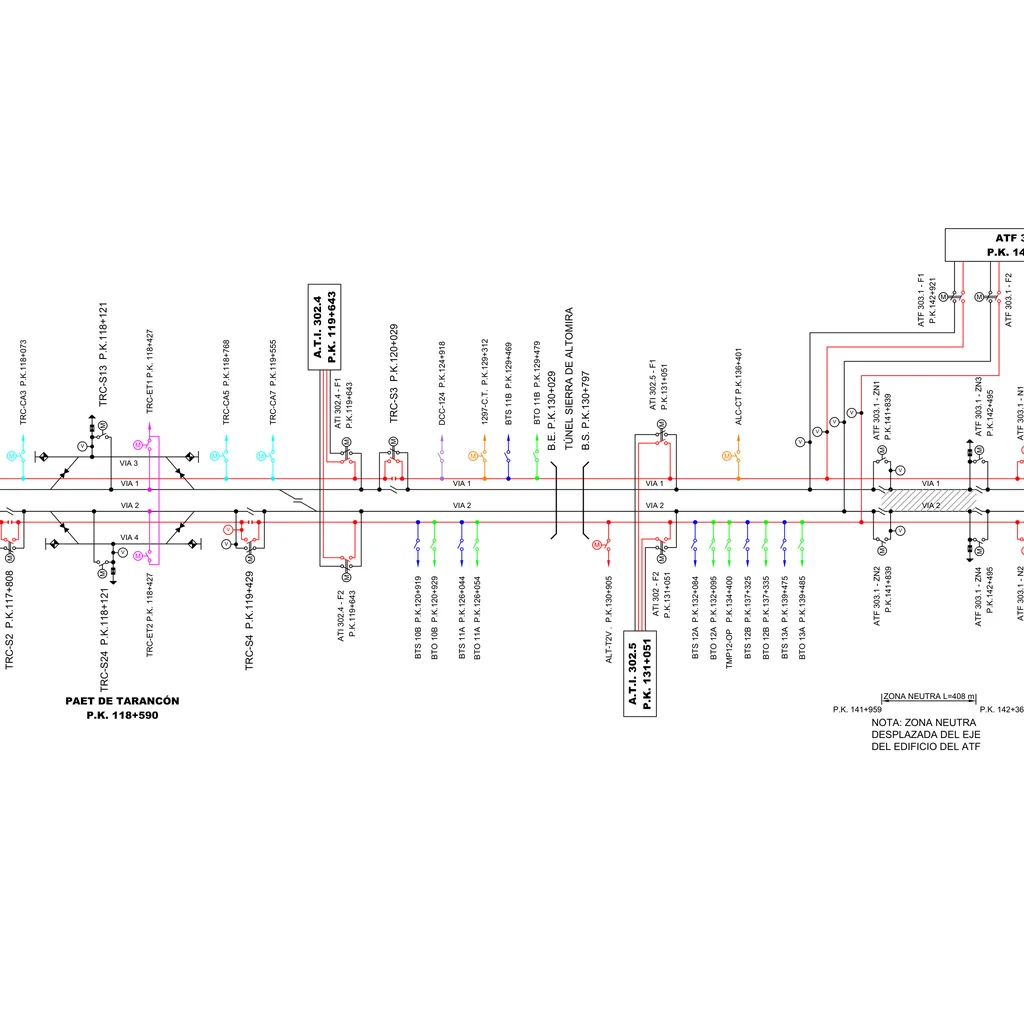 ATF 3
P.K. 14
ATF 303.1 - F1
P.K.142+921
ATF 303.1 - F2
M
M
A.T.I. 302.4
P.K. 119+643
TRC-CA3 P.K.118+073
TRC-S13 P.K.118+121
TRC-ET1 P.K. 118+427
TRC-CA5 P.K.118+768
TRC-CA7 P.K.119+555
ATI 302.4 - F1
P.K.119+643
TRC-S3 P.K.120+029
DCC-124 P.K.124+918
1297-C.T. P.K.129+312
BTS 11B P.K.129+469
BTO 11B P.K.129+479
B.E. P.K.130+029
TÚNEL SIERRA DE ALTOMIRA
B.S. P.K.130+797
ATI 302.5 - F1
P.K.131+051
ALC-CT P.K.136+401
ATF 303.1 - ZN1
P.K.141+839
ATF 303.1 - ZN3
P.K.142+495
ATF 303.1 - N1
VIA 3
VIA 1
VIA 1
VIA 1
VIA 1
VIA 2
VIA 2
VIA 2
VIA 2
VIA 4
TRC-S2 P.K.117+808
TRC-S24 P.K.118+121
TRC-ET2 P.K. 118+427
TRC-S4 P.K.119+429
ATI 302.4 - F2
P.K.119+643
BTS 10B P.K.120+919
BTO 10B P.K.120+929
BTS 11A P.K.126+044
BTO 11A P.K.126+054
ALT-T2V . P.K.130+905
ATI 302 - F2
P.K.131+051
A.T.I. 302.5
P.K. 131+051
BTS 12A P.K.132+084
BTO 12A P.K.132+095
TMP12-OP P.K.134+400
BTS 12B P.K.137+325
BTO 12B P.K.137+335
BTS 13A P.K.139+475
BTO 13A P.K.139+485
ATF 303.1 - ZN2
P.K.141+839
ATF 303.1 - ZN4
P.K.142+495
ATF 303.1 - N2
PAET DE TARANCÓN
P.K. 118+590
ZONA NEUTRA L=408 m
P.K. 141+959
P.K. 142+36
NOTA: ZONA NEUTRA
DESPLAZADA DEL EJE
DEL EDIFICIO DEL ATF